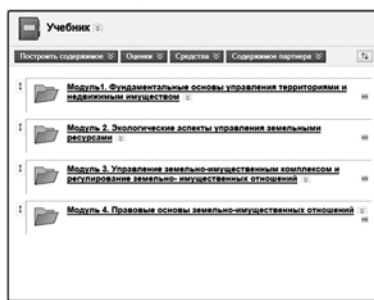 Учебник
Построить содержимое Оценки Средства Содержимое партнера
Модуль1. Фундаментальные основы управления территориями и
недвижимым имуществом
Модуль 2. Экологические аспекты управления земельными
ресурсами
Модуль 3. Управление земельно-имущественным комплексом и
регулирование земельно- имущественных отношений
Модуль 4. Правовые основы земельно-имущественных отношений